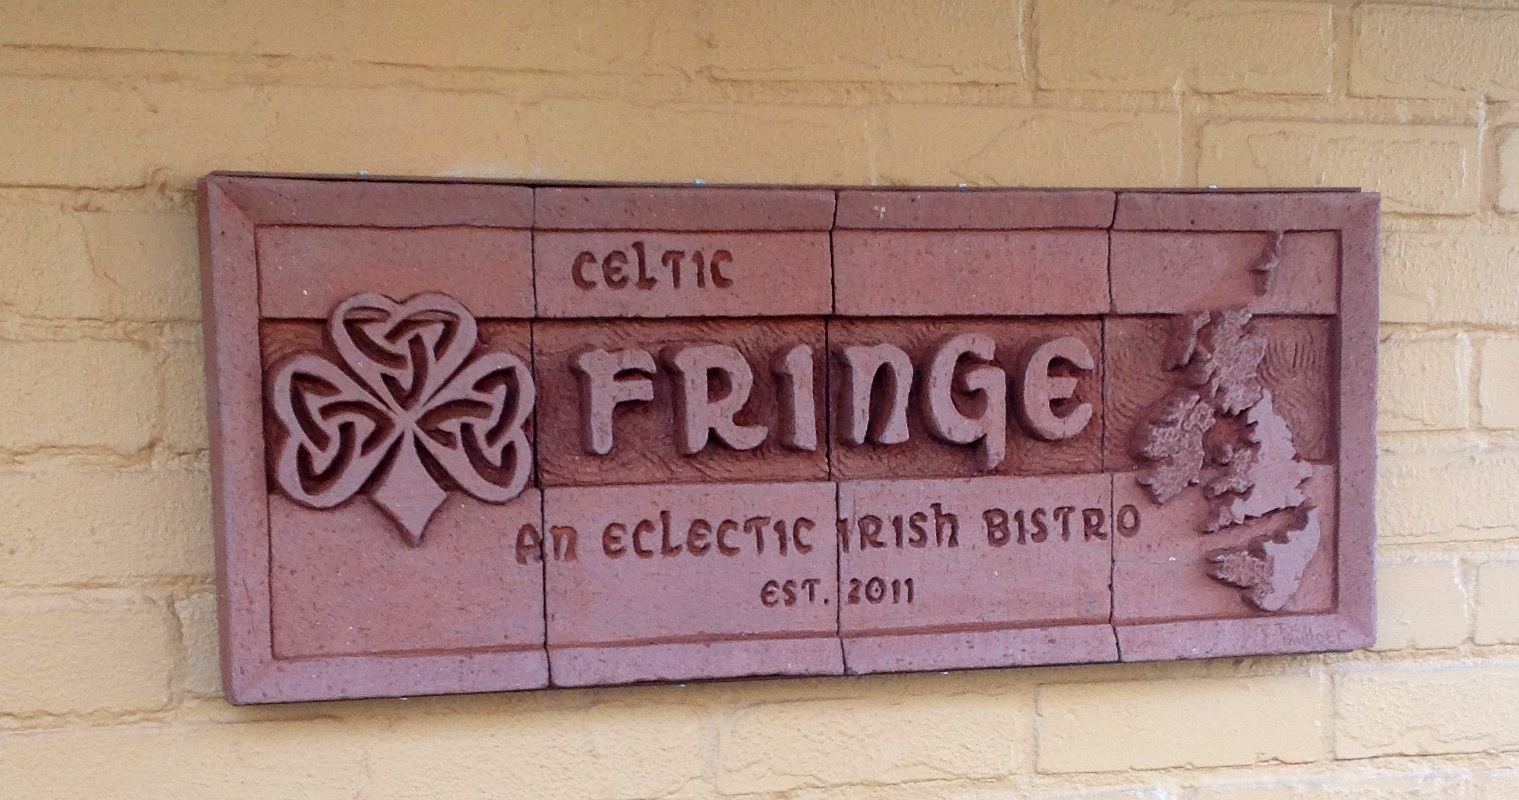 CELTIC
FRINGE
AN ECLECTIC IRISH BISTRO
EST. 2011